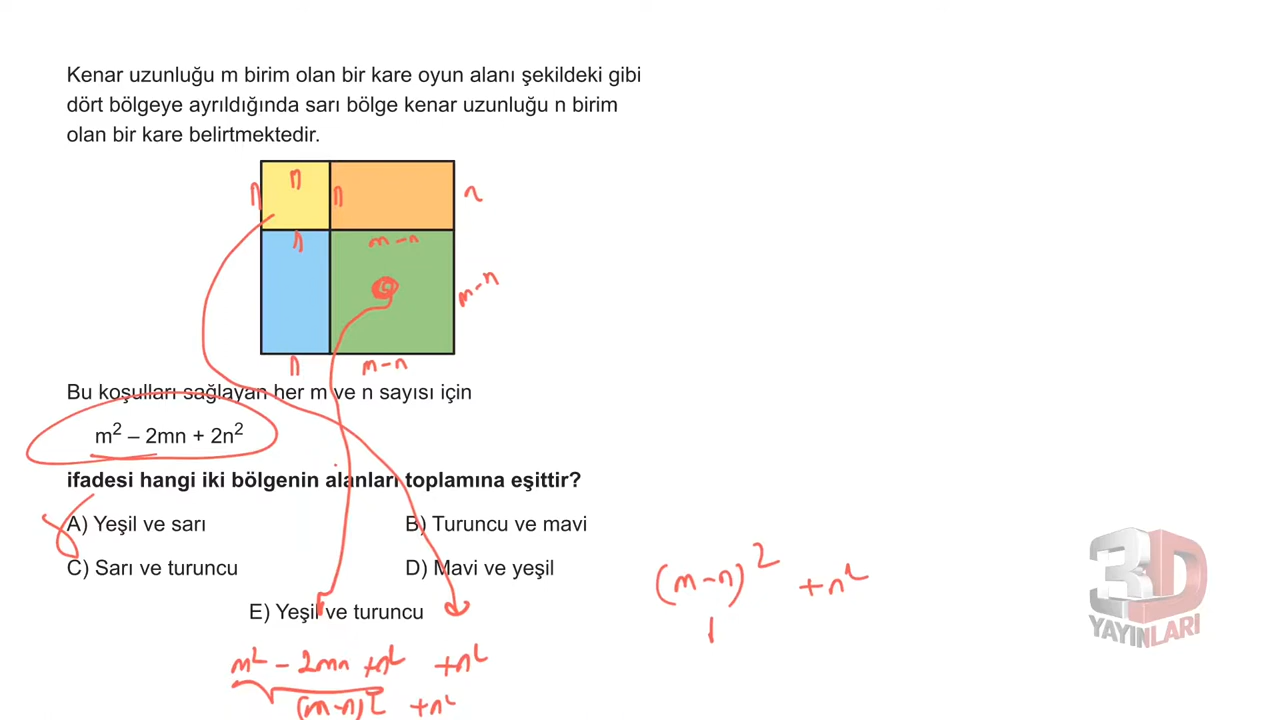 Kenar uzunluğu m birim olan bir kare oyun alanı şekildeki gibi
dört bölgeye ayrıldığında sarı bölge kenar uzunluğu n birim
olan bir kare belirtmektedir.
n
n n n
n m-n
m-n
n m-n
Bu koşulları sağlayan her m ve n sayısı için
m² – 2mn + 2n²
ifadesi hangi iki bölgenin alanları toplamına eşittir?
A) Yeşil ve sarı B) Turuncu ve mavi
C) Sarı ve turuncu D) Mavi ve yeşil
E) Yeşil ve turuncu
(m-n)² + n²
m² - 2mn + n² + n²
(m-n)² + n²
3D
YAYINLARI